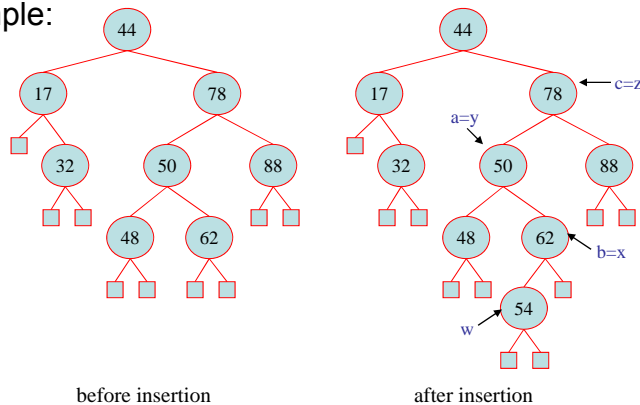 mple:
44
17
78
32
50
88
48
62
before insertion
44
17
78
c=z
a=y
32
50
88
48
62
b=x
54
w
after insertion